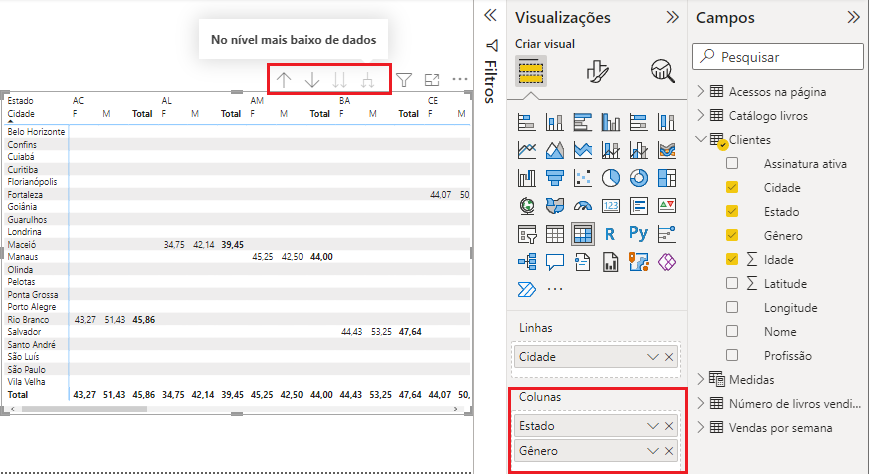 No nível mais baixo de dados
Estado AC AL AM BA CE
Cidade F M Total F M Total F M Total F M Total F M
Belo Horizonte
Confins
Cuiabá
Curitiba
Florianópolis
Fortaleza 44,07 50
Goiânia
Guarulhos
Londrina
Maceió 34,75 42,14 39,45
Manaus 45,25 42,50 44,00
Olinda
Pelotas
Ponta Grossa
Porto Alegre
Rio Branco 43,27 51,43 45,86
Salvador 44,43 53,25 47,64
Santo André
São Luís
São Paulo
Vila Velha
Total 43,27 51,43 45,86 34,75 42,14 39,45 45,25 42,50 44,00 44,43 53,25 47,64 44,07 50,
Filtros
Visualizações
Criar visual
123
R Py
Linhas
Cidade
Colunas
Estado
Gênero
Campos
Pesquisar
Acessos na página
Catálogo livros
Clientes
Assinatura ativa
Cidade
Estado
Gênero
∑ Idade
∑ Latitude
Longitude
Nome
Profissão
Medidas
Número de livros vendi...
Vendas por semana